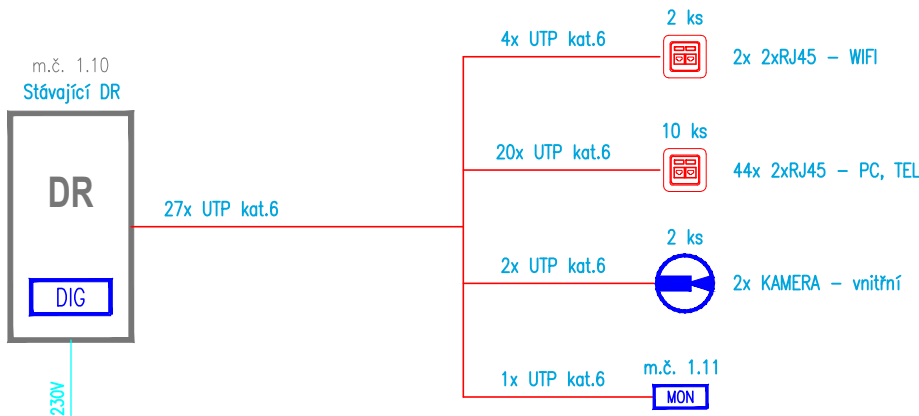 m.č. 1.10
Stávající DR
DR
DIG
230V
27x UTP kat.6
4x UTP kat.6
2 ks
2x 2xRJ45 – WIFI
20x UTP kat.6
10 ks
44x 2xRJ45 – PC, TEL
2x UTP kat.6
2 ks
2x KAMERA – vnitřní
1x UTP kat.6
m.č. 1.11
MON